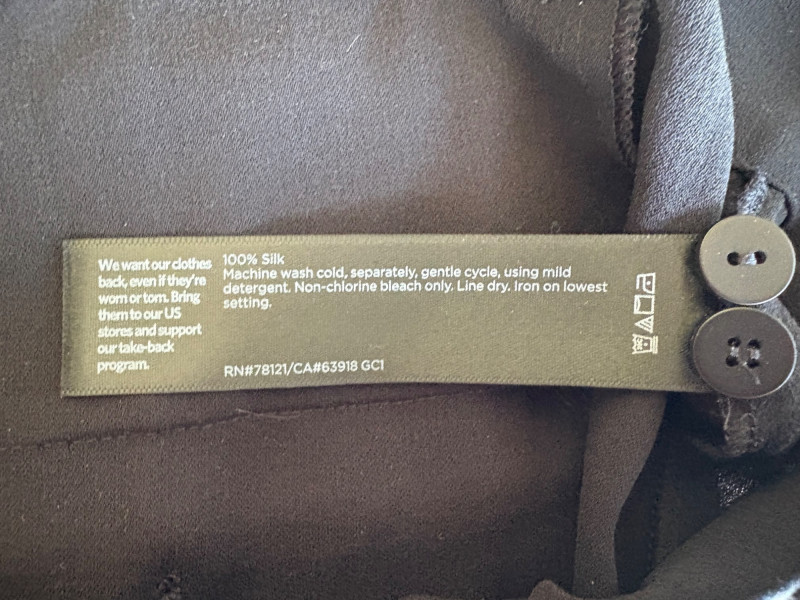 We want our clothes
back, even if they're
worn or torn. Bring
them to our US
stores and support
our take-back
program.
100% Silk
Machine wash cold, separately, gentle cycle, using mild
detergent. Non-chlorine bleach only. Line dry. Iron on lowest
setting.
RN#78121/CA#63918 GC1